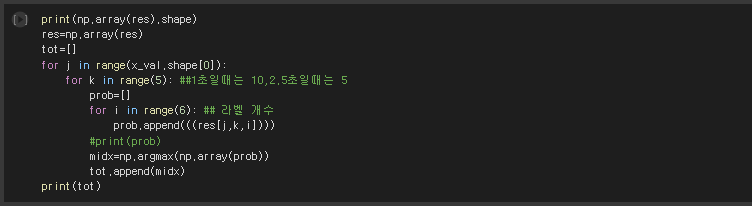 print(np.array(res).shape)
res=np.array(res)
tot=[]
for j in range(x_val.shape[0]):
    for k in range(5): ##1초일때는 10,2.5초일때는 5
        prob=[]
        for i in range(6): ## 라벨 개수
            prob.append(((res[j,k,i])))
        #print(prob)
        midx=np.argmax(np.array(prob))
        tot.append(midx)
print(tot)